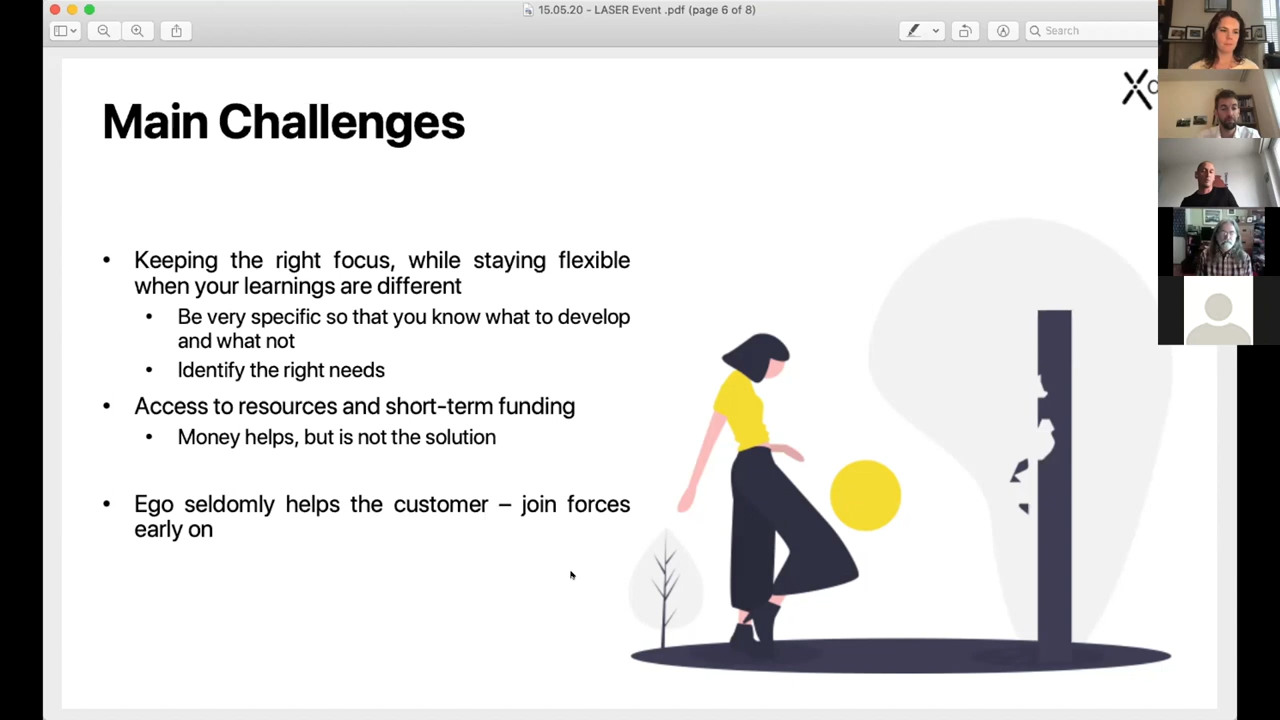 15.05.20 - LASER Event .pdf (page 6 of 8)
Search
Main Challenges
• Keeping the right focus, while staying flexible
when your learnings are different
• Be very specific so that you know what to develop
and what not
• Identify the right needs
• Access to resources and short-term funding
• Money helps, but is not the solution
• Ego seldomly helps the customer – join forces
early on